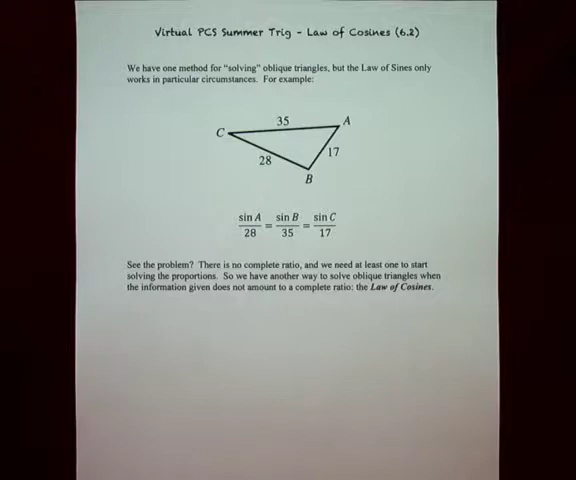 Virtual PCS Summer Trig - Law of Cosines (6.2)
We have one method for "solving" oblique triangles, but the Law of Sines only
works in particular circumstances. For example:
35
A
C
28
17
B
sin A / 28 = sin B / 35 = sin C / 17
See the problem? There is no complete ratio, and we need at least one to start
solving the proportions. So we have another way to solve oblique triangles when
the information given does not amount to a complete ratio: the Law of Cosines.